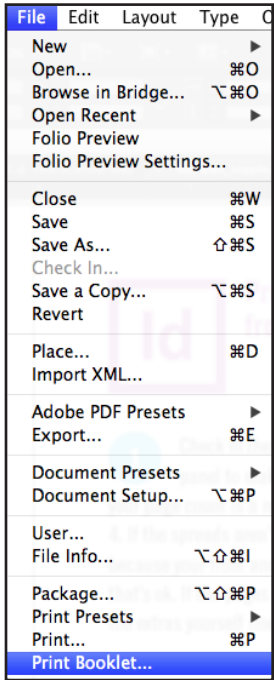 File Edit Layout Type
New ▶
Open... ⌘O
Browse in Bridge... ⌥⌘O
Open Recent ▶
Folio Preview
Folio Preview Settings...
Close ⌘W
Save ⌘S
Save As... ⇧⌘S
Check In...
Save a Copy... ⌥⌘S
Revert
Place... ⌘D
Import XML...
Adobe PDF Presets ▶
Export... ⌘E
Document Presets ▶
Document Setup... ⌥⌘P
User...
File Info... ⌥⇧⌘I
Package... ⌥⇧⌘P
Print Presets ▶
Print... ⌘P
Print Booklet...